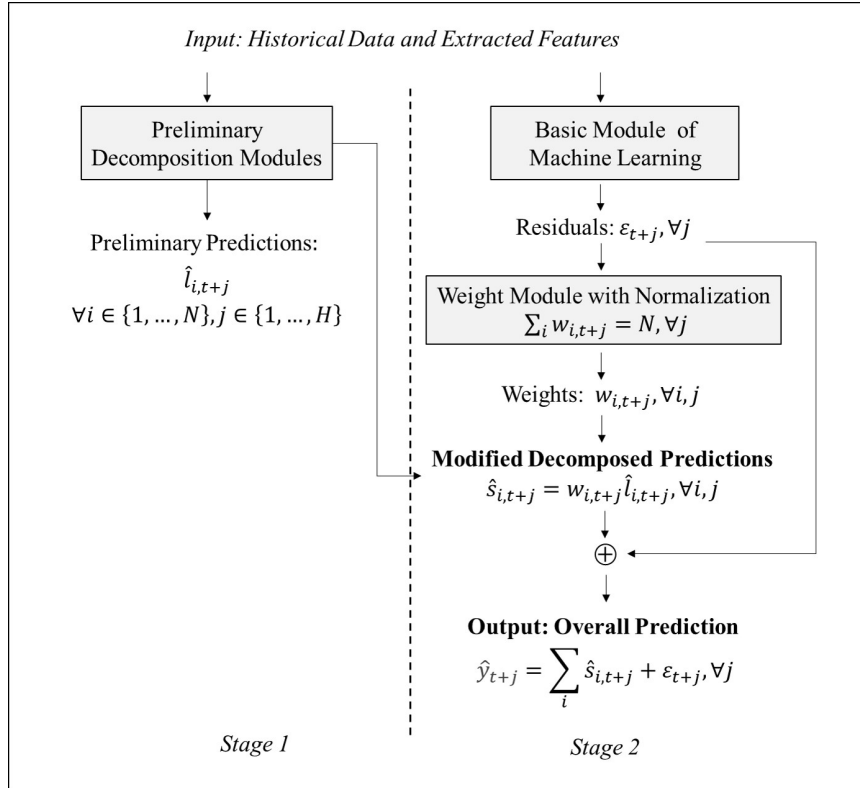 Input: Historical Data and Extracted Features
Preliminary
Decomposition Modules
Preliminary Predictions:
l̂_{i,t+j}
∀i ∈ {1, … , N}, j ∈ {1, … , H}
Stage 1
Basic Module of
Machine Learning
Residuals: ε_{t+j}, ∀j
Weight Module with Normalization
∑_i w_{i,t+j} = N, ∀j
Weights: w_{i,t+j}, ∀i, j
Modified Decomposed Predictions
ŝ_{i,t+j} = w_{i,t+j} l̂_{i,t+j}, ∀i, j
⊕
Output: Overall Prediction
ŷ_{t+j} = ∑_i ŝ_{i,t+j} + ε_{t+j}, ∀j
Stage 2